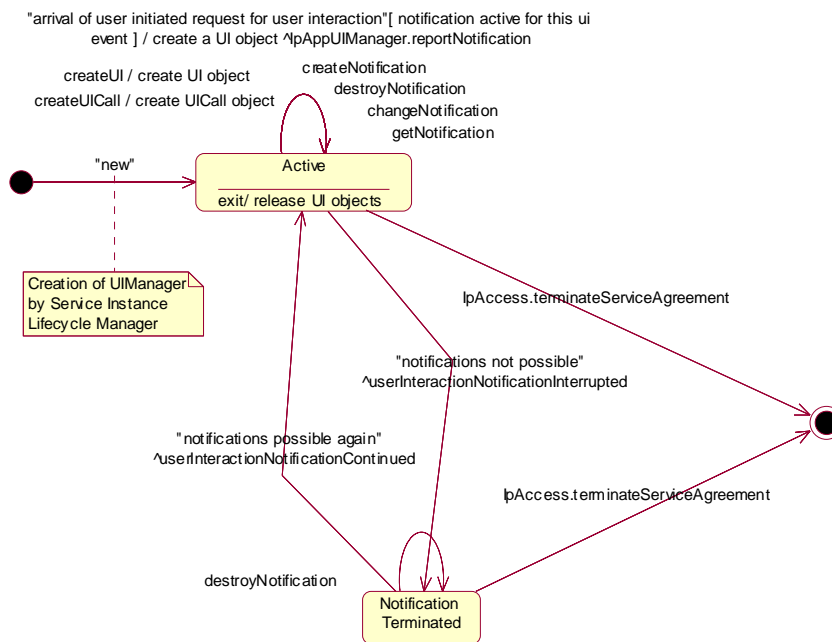 "arrival of user initiated request for user interaction"[ notification active for this ui
event ] / create a UI object ^IpAppUIManager.reportNotification
createUI / create UI object
createUICall / create UICall object
createNotification
destroyNotification
changeNotification
getNotification
"new"
Active
exit/ release UI objects
Creation of UIManager
by Service Instance
Lifecycle Manager
IpAccess.terminateServiceAgreement
"notifications not possible"
^userInteractionNotificationInterrupted
"notifications possible again"
^userInteractionNotificationContinued
IpAccess.terminateServiceAgreement
destroyNotification
Notification
Terminated